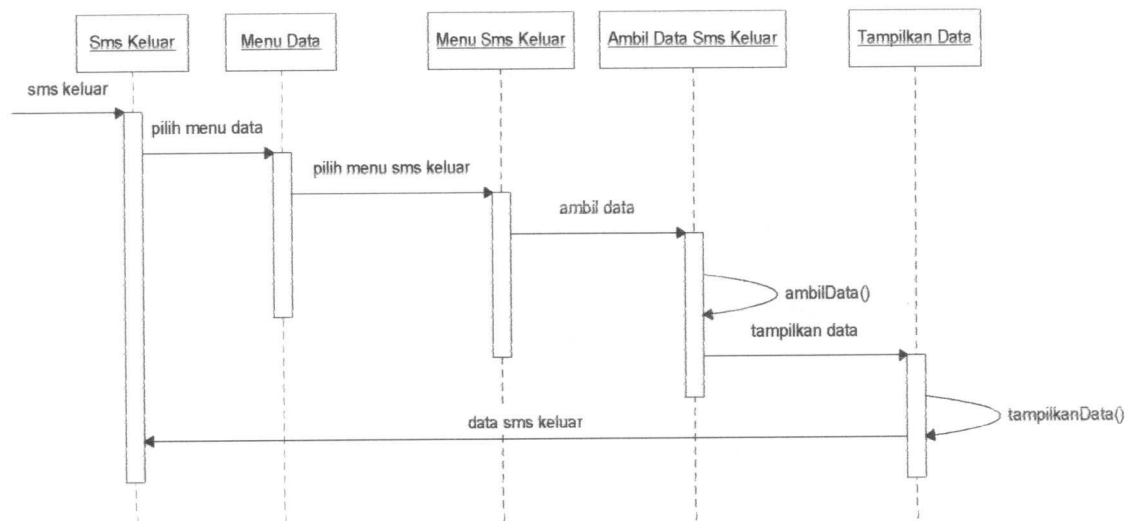 Sms Keluar
Menu Data
Menu Sms Keluar
Ambil Data Sms Keluar
Tampilkan Data
sms keluar
pilih menu data
pilih menu sms keluar
ambil data
ambilData()
tampilkan data
tampilkanData()
data sms keluar